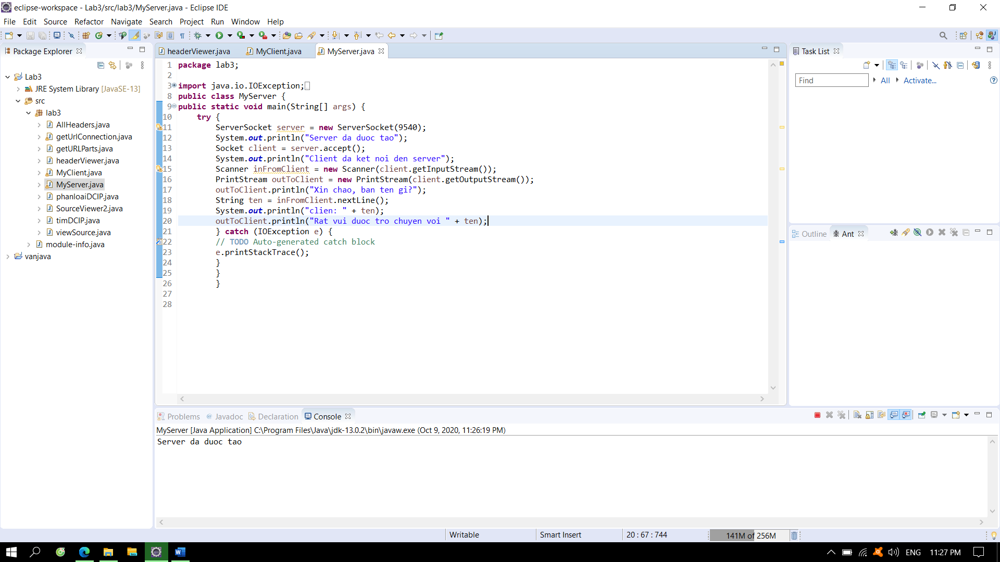 eclipse-workspace - Lab3/src/lab3/MyServer.java - Eclipse IDE
File Edit Source Refactor Navigate Search Project Run Window Help
Package Explorer
Lab3
JRE System Library [JavaSE-13]
src
lab3
AllHeaders.java
getUrlConnection.java
getURLParts.java
headerViewer.java
MyClient.java
MyServer.java
phanloaiDCIP.java
SourceViewer2.java
timDCIP.java
viewSource.java
module-info.java
vanjava
headerViewer.java MyClient.java MyServer.java
1 package lab3;
2
3 import java.io.IOException;
8 public class MyServer {
9 public static void main(String[] args) {
10 try {
11 ServerSocket server = new ServerSocket(9540);
12 System.out.println("Server da duoc tao");
13 Socket client = server.accept();
14 System.out.println("Client da ket noi den server");
15 Scanner inFromClient = new Scanner(client.getInputStream());
16 PrintStream outToClient = new PrintStream(client.getOutputStream());
17 outToClient.println("Xin chao, ban ten gi?");
18 String ten = inFromClient.nextLine();
19 System.out.println("clien: " + ten);
20 outToClient.println("Rat vui duoc tro chuyen voi " + ten);
21 } catch (IOException e) {
22 // TODO Auto-generated catch block
23 e.printStackTrace();
24 }
25 }
26 }
27
28
Task List
Find All Activate...
Outline Ant
Problems Javadoc Declaration Console
MyServer [Java Application] C:\Program Files\Java\jdk-13.0.2\bin\javaw.exe (Oct 9, 2020, 11:26:19 PM)
Server da duoc tao
Writable Smart Insert 20 : 67 : 744 141M of 256M
ENG 11:27 PM